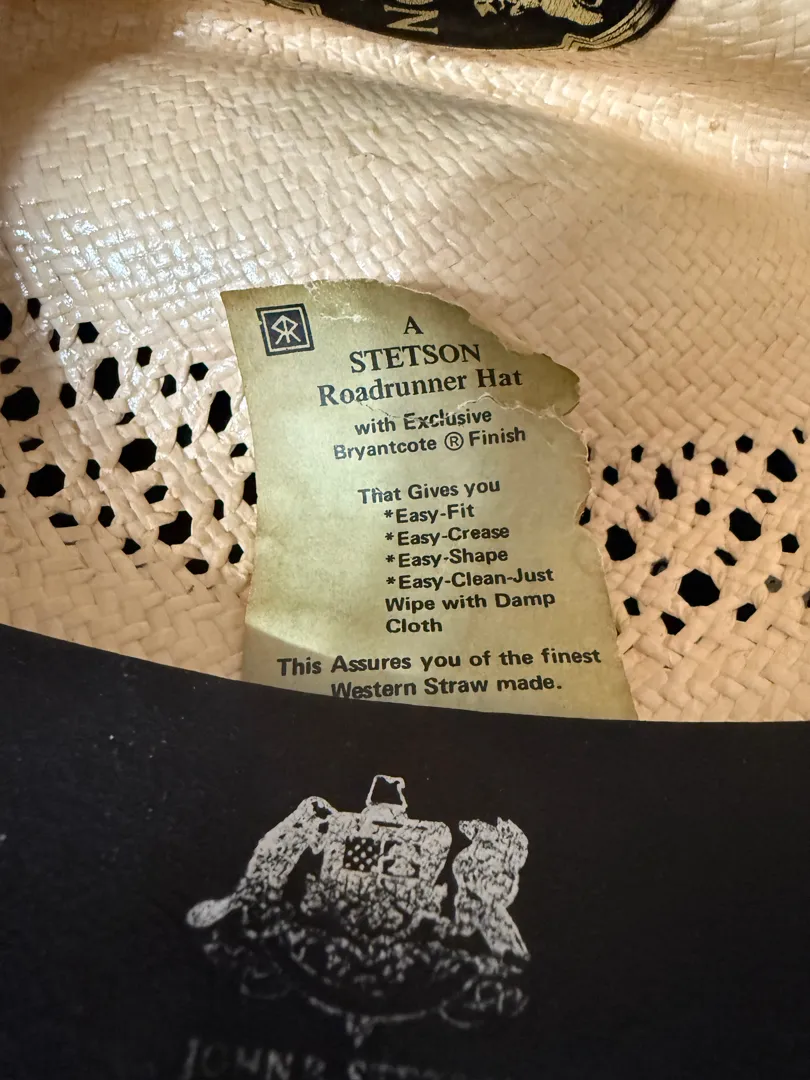 A
STETSON
Roadrunner Hat
with Exclusive
Bryantcote ® Finish
That Gives you
*Easy-Fit
*Easy-Crease
*Easy-Shape
*Easy-Clean-Just
Wipe with Damp
Cloth
This Assures you of the finest
Western Straw made.
JOHN B.